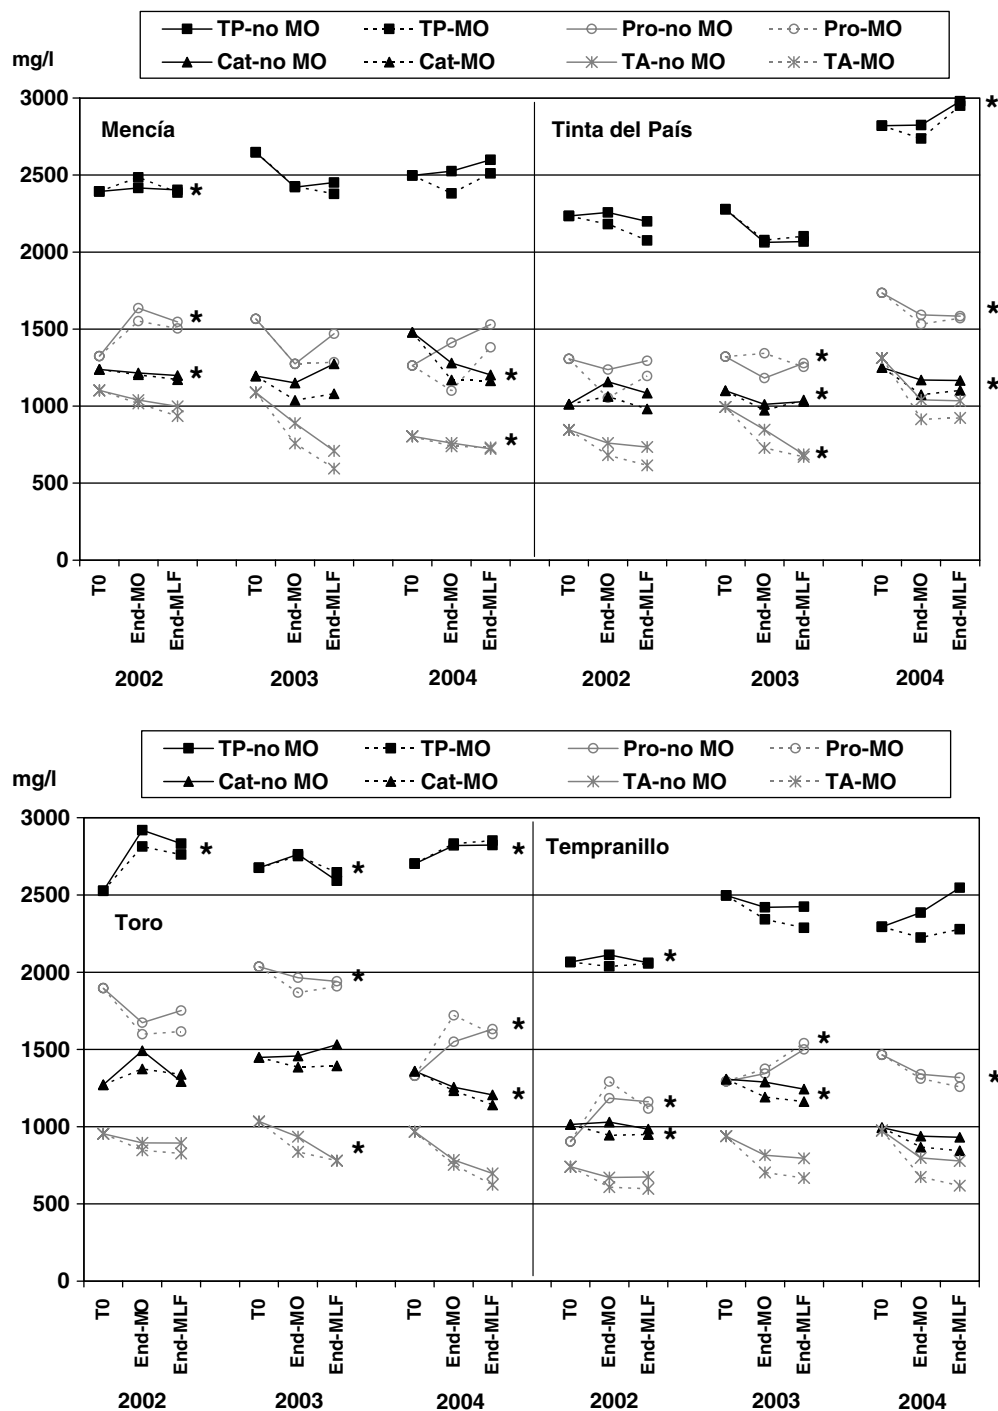 TP-no MO TP-MO Pro-no MO Pro-MO
Cat-no MO Cat-MO TA-no MO TA-MO
mg/l
3000
2500
2000
1500
1000
500
0
Mencía
Tinta del País
*
*
*
*
*
*
*
*
*
*
*
T0 End-MO End-MLF T0 End-MO End-MLF T0 End-MO End-MLF T0 End-MO End-MLF T0 End-MO End-MLF T0 End-MO End-MLF
2002 2003 2004 2002 2003 2004
TP-no MO TP-MO Pro-no MO Pro-MO
Cat-no MO Cat-MO TA-no MO TA-MO
mg/l
3000
2500
2000
1500
1000
500
0
Toro
Tempranillo
*
*
*
*
*
*
*
*
*
*
*
*
*
T0 End-MO End-MLF T0 End-MO End-MLF T0 End-MO End-MLF T0 End-MO End-MLF T0 End-MO End-MLF T0 End-MO End-MLF
2002 2003 2004 2002 2003 2004